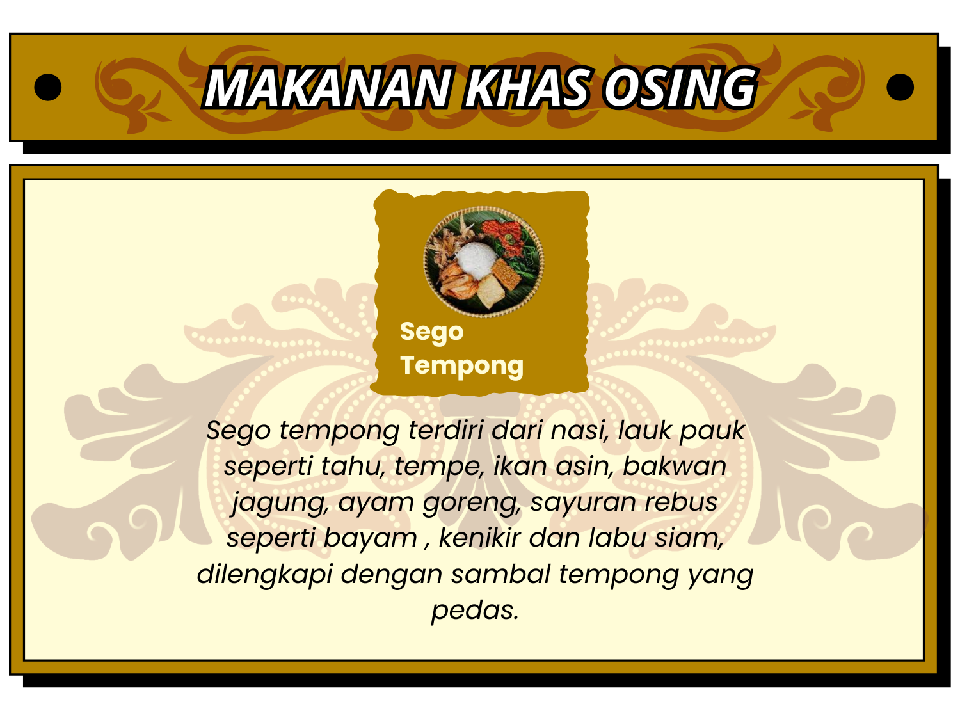 MAKANAN KHAS OSING
Sego
Tempong
Sego tempong terdiri dari nasi, lauk pauk
seperti tahu, tempe, ikan asin, bakwan
jagung, ayam goreng, sayuran rebus
seperti bayam , kenikir dan labu siam,
dilengkapi dengan sambal tempong yang
pedas.